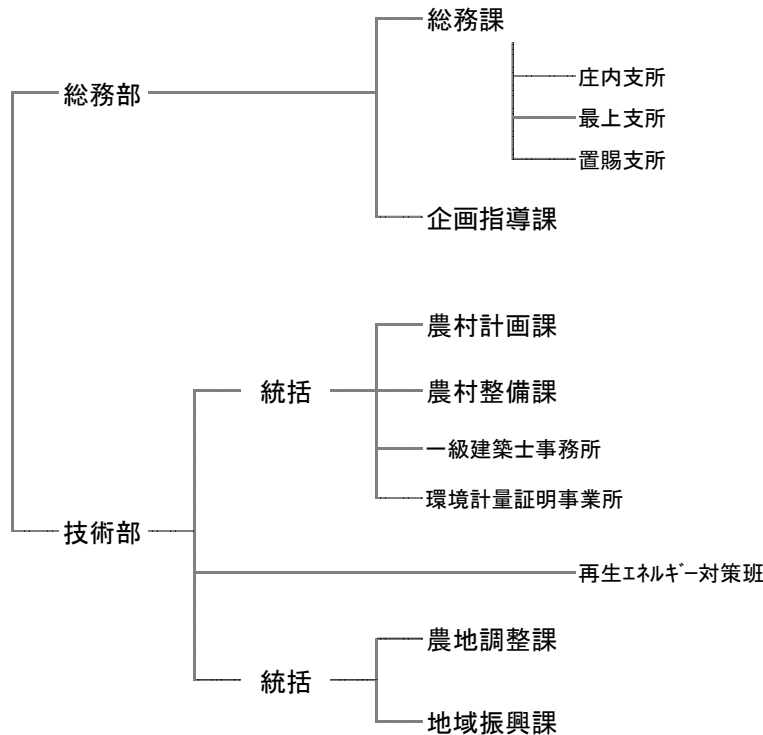 総務課
庄内支所
総務部
最上支所
置賜支所
企画指導課
農村計画課
統括
農村整備課
一級建築士事務所
環境計量証明事業所
技術部
再生エネルギー対策班
農地調整課
統括
地域振興課